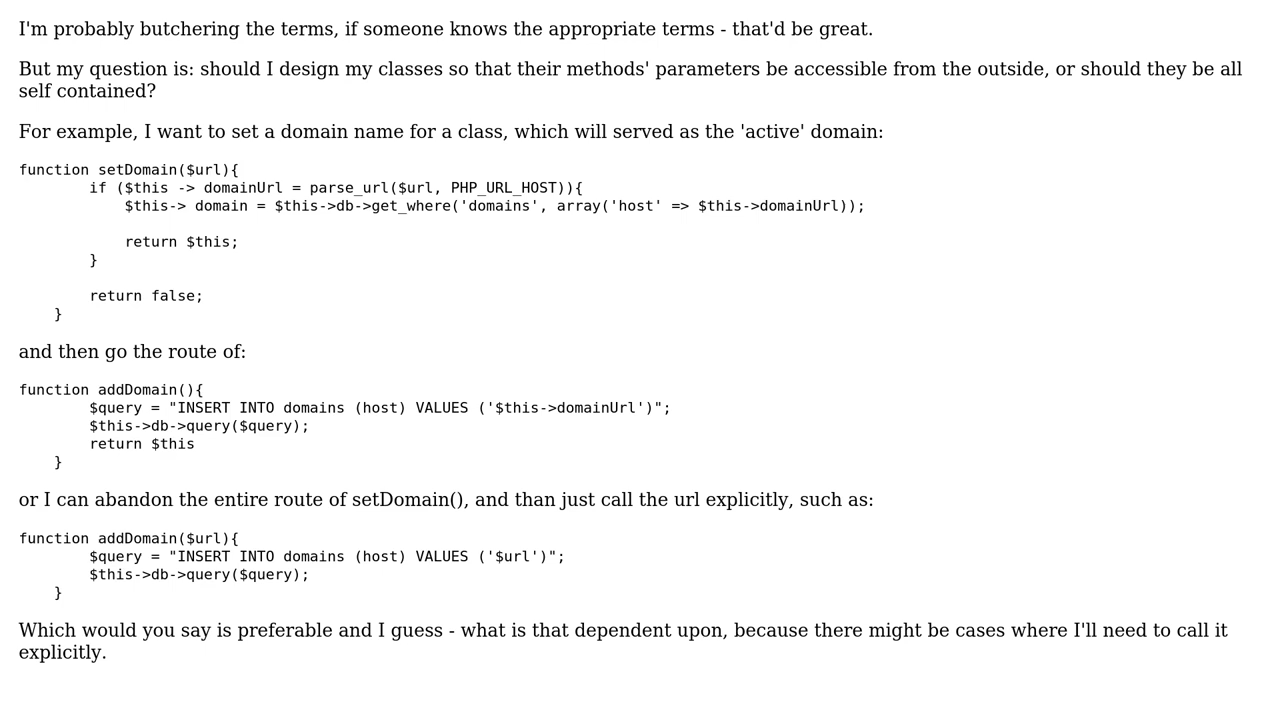 I'm probably butchering the terms, if someone knows the appropriate terms - that'd be great.
But my question is: should I design my classes so that their methods' parameters be accessible from the outside, or should they be all
self contained?
For example, I want to set a domain name for a class, which will served as the 'active' domain:
function setDomain($url){
        if ($this -> domainUrl = parse_url($url, PHP_URL_HOST)){
            $this-> domain = $this->db->get_where('domains', array('host' => $this->domainUrl));

            return $this;
        }

        return false;
    }
and then go the route of:
function addDomain(){
        $query = "INSERT INTO domains (host) VALUES ('$this->domainUrl')";
        $this->db->query($query);
        return $this
    }
or I can abandon the entire route of setDomain(), and than just call the url explicitly, such as:
function addDomain($url){
        $query = "INSERT INTO domains (host) VALUES ('$url')";
        $this->db->query($query);
    }
Which would you say is preferable and I guess - what is that dependent upon, because there might be cases where I'll need to call it
explicitly.